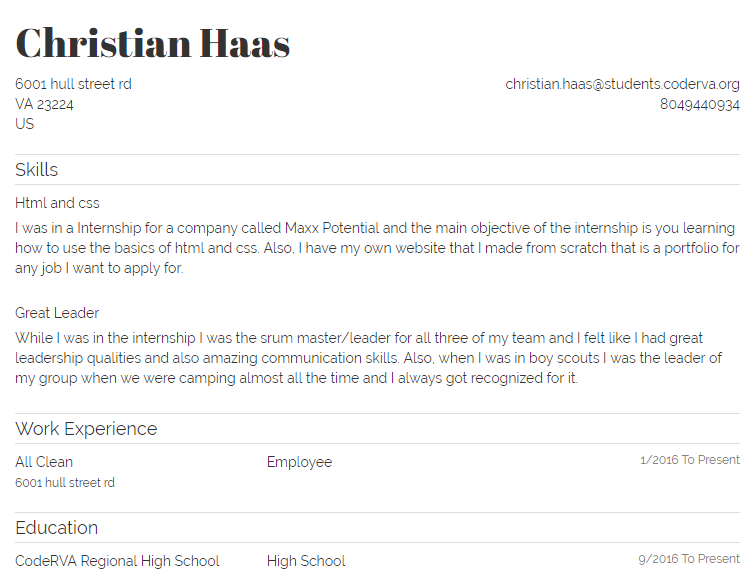 Christian Haas
6001 hull street rd
christian.haas@students.coderva.org
VA 23224
8049440934
US
Skills
Html and css
I was in a Internship for a company called Maxx Potential and the main objective of the internship is you learning
how to use the basics of html and css. Also, I have my own website that I made from scratch that is a portfolio for
any job I want to apply for.
Great Leader
While I was in the internship I was the srum master/leader for all three of my team and I felt like I had great
leadership qualities and also amazing communication skills. Also, when I was in boy scouts I was the leader of
my group when we were camping almost all the time and I always got recognized for it.
Work Experience
All Clean Employee 1/2016 To Present
6001 hull street rd
Education
CodeRVA Regional High School High School 9/2016 To Present